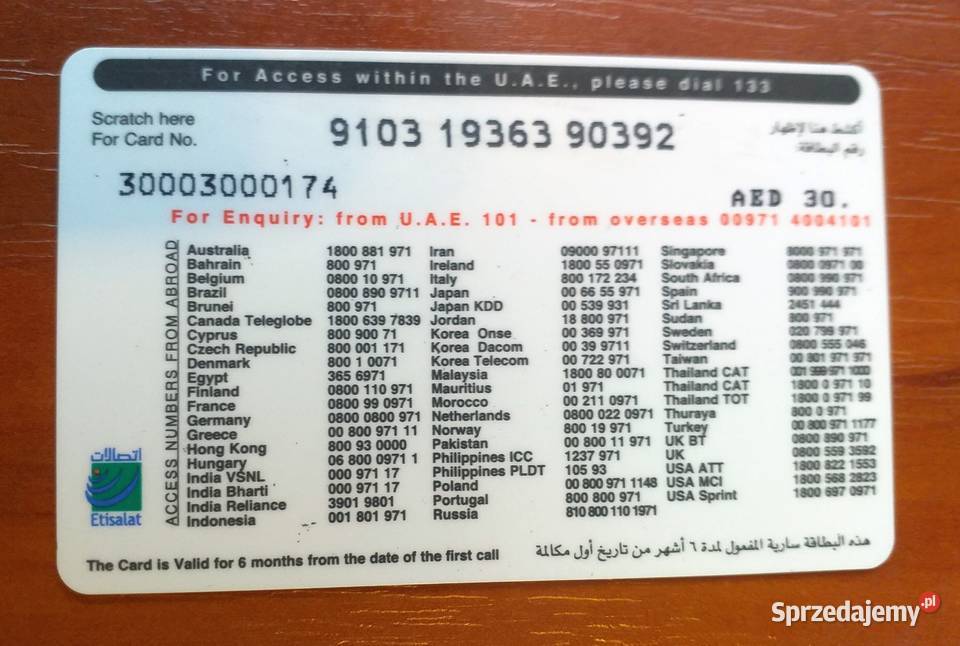 For Access within the U.A.E., please dial 133
Scratch here
For Card No.
9103 19363 90392
أكشط هنا لإظهار
رقم البطاقة:
30003000174
AED 30.
For Enquiry: from U.A.E. 101 - from overseas 00971 4004101
ACCESS NUMBERS FROM ABROAD
Australia 1800 881 971 Iran 09000 97111 Singapore 8000 971 971
Bahrain 800 971 Ireland 1800 55 0971 Slovakia 0800 0971 00
Belgium 0800 10 971 Italy 800 172 234 South Africa 0800 990 971
Brazil 0800 890 9711 Japan 00 66 55 971 Spain 900 990 971
Brunei 800 971 Japan KDD 00 539 931 Sri Lanka 2451 444
Canada Teleglobe 1800 639 7839 Jordan 18 800 971 Sudan 800 971
Cyprus 800 900 71 Korea Onse 00 369 971 Sweden 020 799 971
Czech Republic 800 001 171 Korea Dacom 00 39 9711 Switzerland 0800 555 046
Denmark 800 1 0071 Korea Telecom 00 722 971 Taiwan 00 801 971 971
Egypt 365 6971 Malaysia 1800 80 0071 Thailand CAT 001 999 971 1000
Finland 0800 110 971 Mauritius 01 971 Thailand CAT 1800 0 971 10
France 0800 99 0971 Morocco 00 211 0971 Thailand TOT 1800 0 971 99
Germany 0800 0800 971 Netherlands 0800 022 0971 Thuraya 800 0 971
Greece 00 800 971 11 Norway 800 19 971 Turkey 00 800 971 1177
Hong Kong 800 93 0000 Pakistan 00 800 11 971 UK BT 0800 890 971
Hungary 06 800 0971 1 Philippines ICC 1237 971 UK 0800 559 3592
India VSNL 000 971 17 Philippines PLDT 105 93 USA ATT 1800 822 1553
India Bharti 000 971 17 Poland 00 800 971 1148 USA MCI 1800 568 2823
India Reliance 3901 9801 Portugal 800 800 971 USA Sprint 1800 697 0971
Indonesia 001 801 971 Russia 810 800 110 1971
اتصالات
Etisalat
The Card is Valid for 6 months from the date of the first call
هذه البطاقة سارية المفعول لمدة ٦ أشهر من تاريخ أول مكالمة
Sprzedajemy.pl